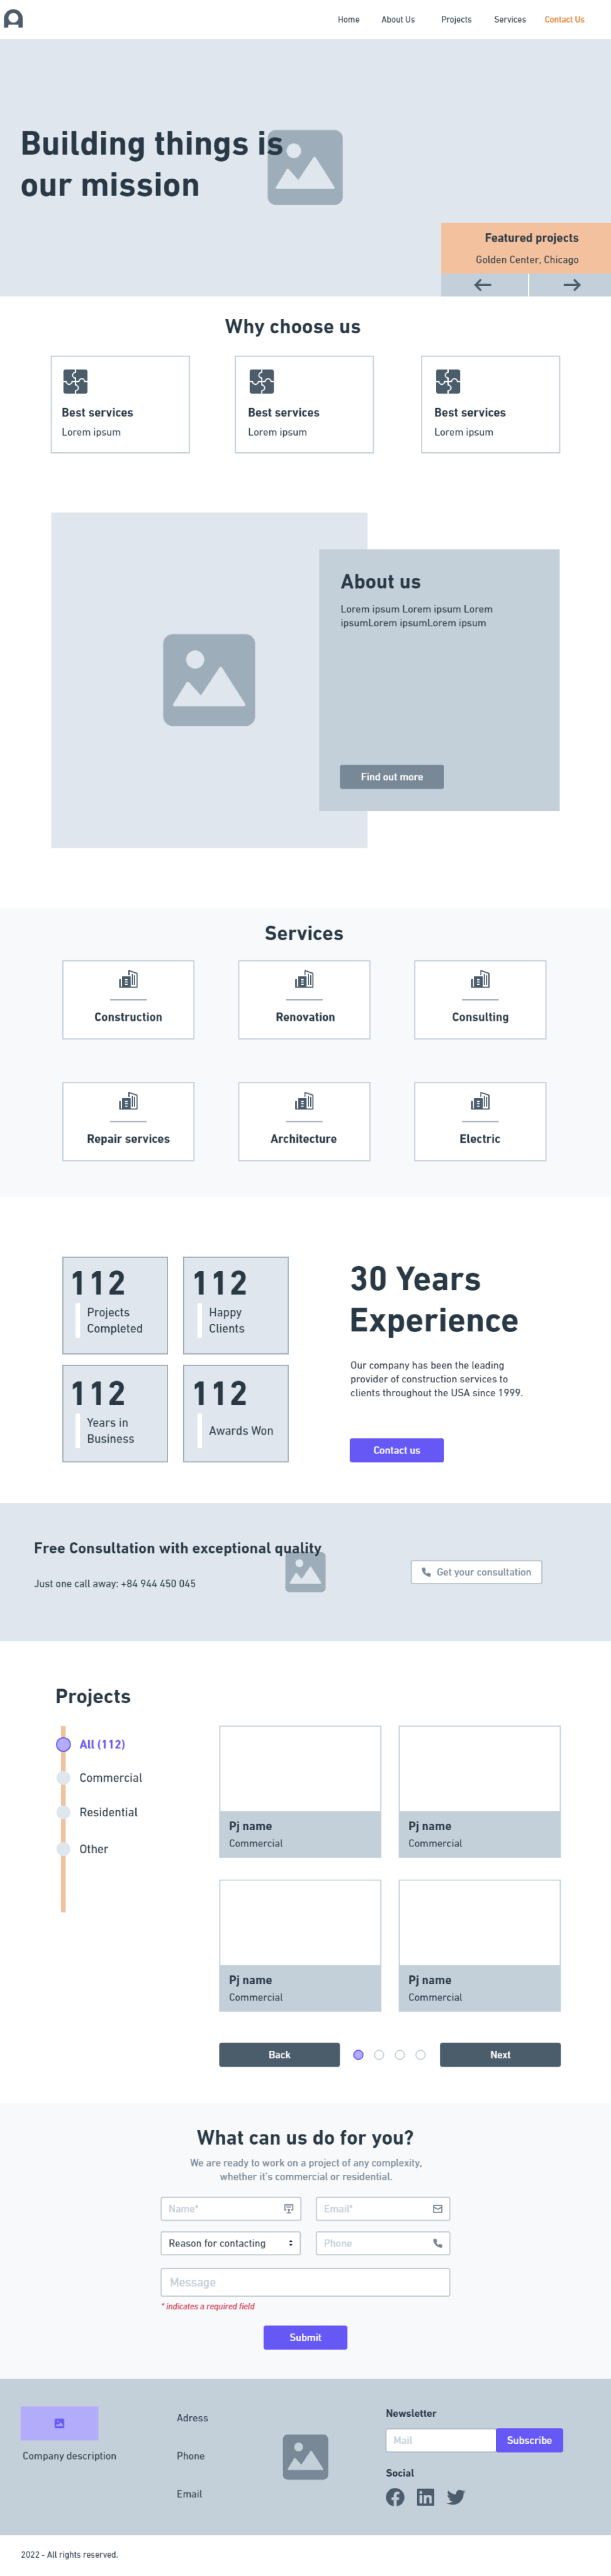 Home About Us Projects Services Contact Us
Building things is
our mission
Featured projects
Golden Center, Chicago
Why choose us
Best services
Lorem ipsum
Best services
Lorem ipsum
Best services
Lorem ipsum
About us
Lorem ipsum Lorem ipsum Lorem
ipsumLorem ipsumLorem ipsum
Find out more
Services
Construction
Renovation
Consulting
Repair services
Architecture
Electric
112
Projects
Completed
112
Happy
Clients
112
Years in
Business
112
Awards Won
30 Years
Experience
Our company has been the leading
provider of construction services to
clients throughout the USA since 1999.
Contact us
Free Consultation with exceptional quality
Just one call away: +84 944 450 045
Get your consultation
Projects
All (112)
Commercial
Residential
Other
Pj name
Commercial
Pj name
Commercial
Pj name
Commercial
Pj name
Commercial
Back
Next
What can us do for you?
We are ready to work on a project of any complexity,
whether it's commercial or residential.
Name*
Email*
Reason for contacting
Phone
Message
* indicates a required field
Submit
Company description
Adress
Phone
Email
Newsletter
Mail
Subscribe
Social
2022 - All rights reserved.